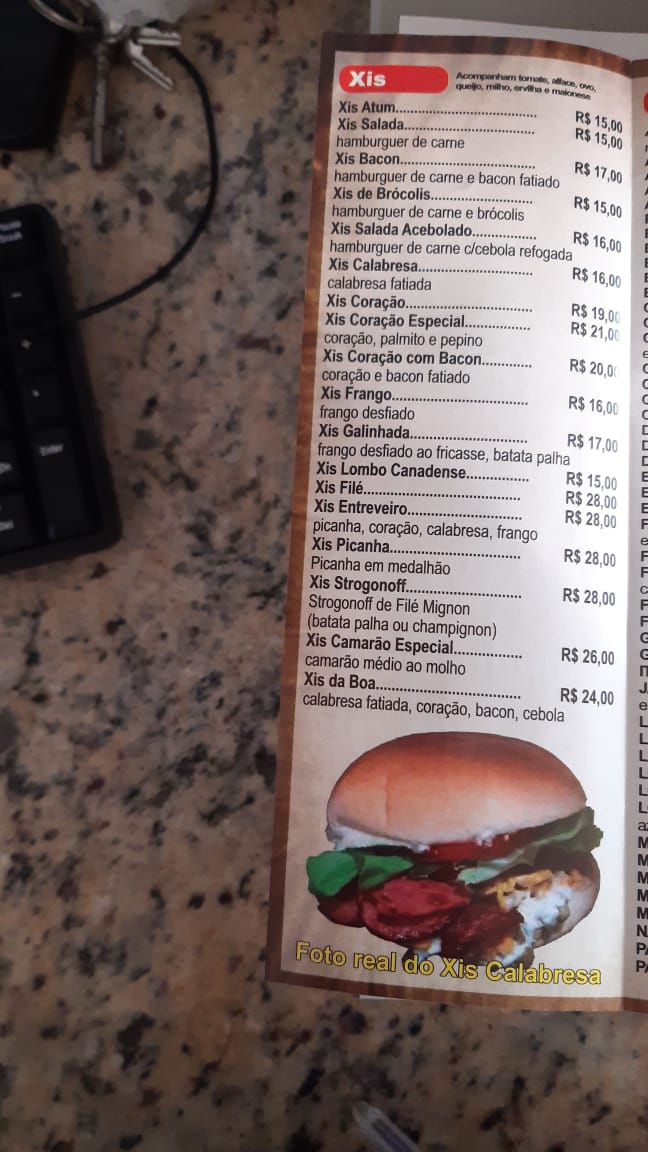 Xis
Acompanham tomate, alface, ovo,
queijo, milho, ervilha e maionese
Xis Atum..................................... R$ 15,00
Xis Salada................................... R$ 15,00
hamburguer de carne
Xis Bacon.................................... R$ 17,00
hamburguer de carne e bacon fatiado
Xis de Brócolis........................... R$ 15,00
hamburguer de carne e brócolis
Xis Salada Acebolado................. R$ 16,00
hamburguer de carne c/cebola refogada
Xis Calabresa............................... R$ 16,00
calabresa fatiada
Xis Coração.................................. R$ 19,00
Xis Coração Especial.................. R$ 21,00
coração, palmito e pepino
Xis Coração com Bacon............. R$ 20,00
coração e bacon fatiado
Xis Frango.................................... R$ 16,00
frango desfiado
Xis Galinhada............................... R$ 17,00
frango desfiado ao fricasse, batata palha
Xis Lombo Canadense................. R$ 15,00
Xis Filé.......................................... R$ 28,00
Xis Entreveiro.............................. R$ 28,00
picanha, coração, calabresa, frango
Xis Picanha................................... R$ 28,00
Picanha em medalhão
Xis Strogonoff............................... R$ 28,00
Strogonoff de Filé Mignon
(batata palha ou champignon)
Xis Camarão Especial.................. R$ 26,00
camarão médio ao molho
Xis da Boa...................................... R$ 24,00
calabresa fatiada, coração, bacon, cebola
Foto real do Xis Calabresa
Enter
Del